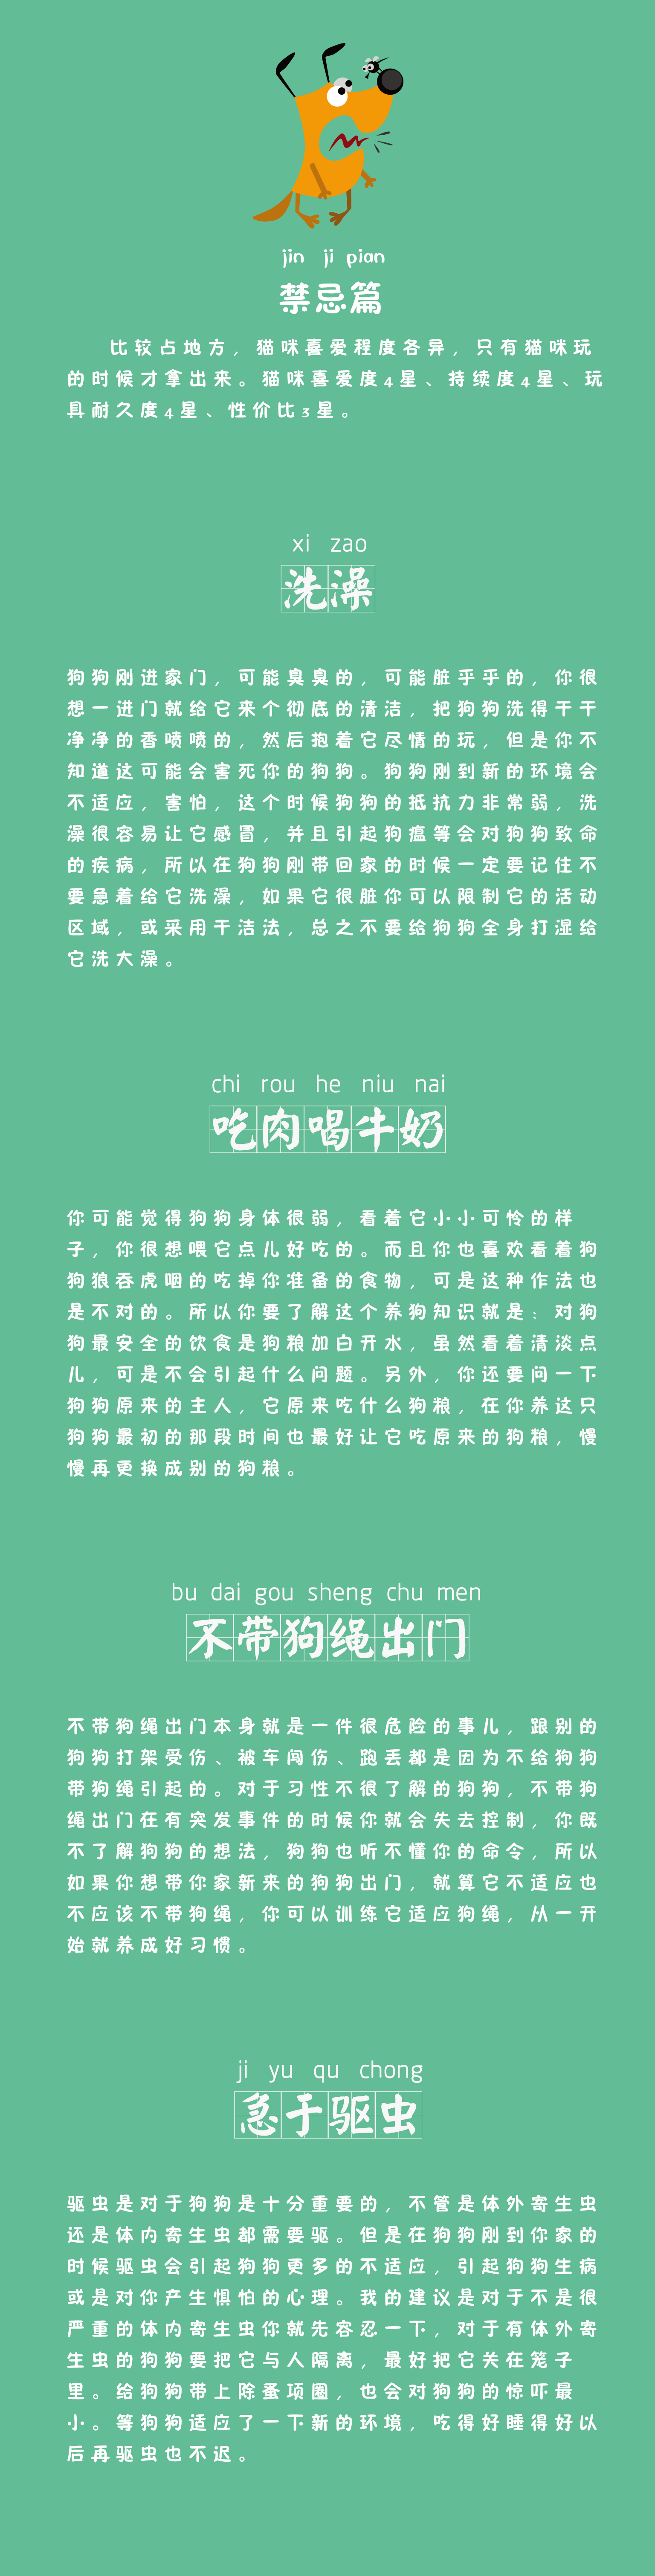 jin ji pian
禁忌篇
比较占地方，猫咪喜爱程度各异，只有猫咪玩
的时候才拿出来。猫咪喜爱度4星、持续度4星、玩
具耐久度4星、性价比3星。
xi zao
洗澡
狗狗刚进家门，可能臭臭的，可能脏乎乎的，你很
想一进门就给它来个彻底的清洁，把狗狗洗得干干
净净的香喷喷的，然后抱着它尽情的玩，但是你不
知道这可能会害死你的狗狗。狗狗刚到新的环境会
不适应，害怕，这个时候狗狗的抵抗力非常弱，洗
澡很容易让它感冒，并且引起狗瘟等会对狗狗致命
的疾病，所以在狗狗刚带回家的时候一定要记住不
要急着给它洗澡，如果它很脏你可以限制它的活动
区域，或采用干洁法，总之不要给狗狗全身打湿给
它洗大澡。
chi rou he niu nai
吃肉喝牛奶
你可能觉得狗狗身体很弱，看着它小小可怜的样
子，你很想喂它点儿好吃的。而且你也喜欢看着狗
狗狼吞虎咽的吃掉你准备的食物，可是这种作法也
是不对的。所以你要了解这个养狗知识就是：对狗
狗最安全的饮食是狗粮加白开水，虽然看着清淡点
儿，可是不会引起什么问题。另外，你还要问一下
狗狗原来的主人，它原来吃什么狗粮，在你养这只
狗狗最初的那段时间也最好让它吃原来的狗粮，慢
慢再更换成别的狗粮。
bu dai gou sheng chu men
不带狗绳出门
不带狗绳出门本身就是一件很危险的事儿，跟别的
狗狗打架受伤、被车闯伤、跑丢都是因为不给狗狗
带狗绳引起的。对于习性不很了解的狗狗，不带狗
绳出门在有突发事件的时候你就会失去控制，你既
不了解狗狗的想法，狗狗也听不懂你的命令，所以
如果你想带你家新来的狗狗出门，就算它不适应也
不应该不带狗绳，你可以训练它适应狗绳，从一开
始就养成好习惯。
ji yu qu chong
急于驱虫
驱虫是对于狗狗是十分重要的，不管是体外寄生虫
还是体内寄生虫都需要驱。但是在狗狗刚到你家的
时候驱虫会引起狗狗更多的不适应，引起狗狗生病
或是对你产生惧怕的心理。我的建议是对于不是很
严重的体内寄生虫你就先容忍一下，对于有体外寄
生虫的狗狗要把它与人隔离，最好把它关在笼子
里。给狗狗带上除蚤项圈，也会对狗狗的惊吓最
小。等狗狗适应了一下新的环境，吃得好睡得好以
后再驱虫也不迟。